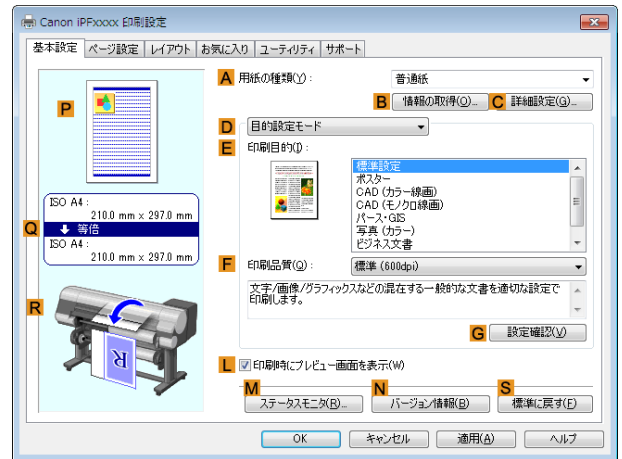 Canon iPFxxxx 印刷設定
基本設定 ページ設定 レイアウト お気に入り ユーティリティ サポート
A 用紙の種類(Y)： 普通紙
B 情報の取得(O)... C 詳細設定(G)...
P
D 目的設定モード
E 印刷目的(I)：
標準設定
ポスター
CAD (カラー線画)
CAD (モノクロ線画)
パース・GIS
写真 (カラー)
ビジネス文書
ISO A4：
210.0 mm × 297.0 mm
Q 等倍
ISO A4：
210.0 mm × 297.0 mm
F 印刷品質(Q)： 標準 (600dpi)
文字/画像/グラフィックスなどの混在する一般的な文書を適切な設定で
印刷します。
R
R
G 設定確認(V)
L 印刷時にプレビュー画面を表示(W)
M N S
ステータスモニタ(R)... バージョン情報(B) 標準に戻す(F)
OK キャンセル 適用(A) ヘルプ